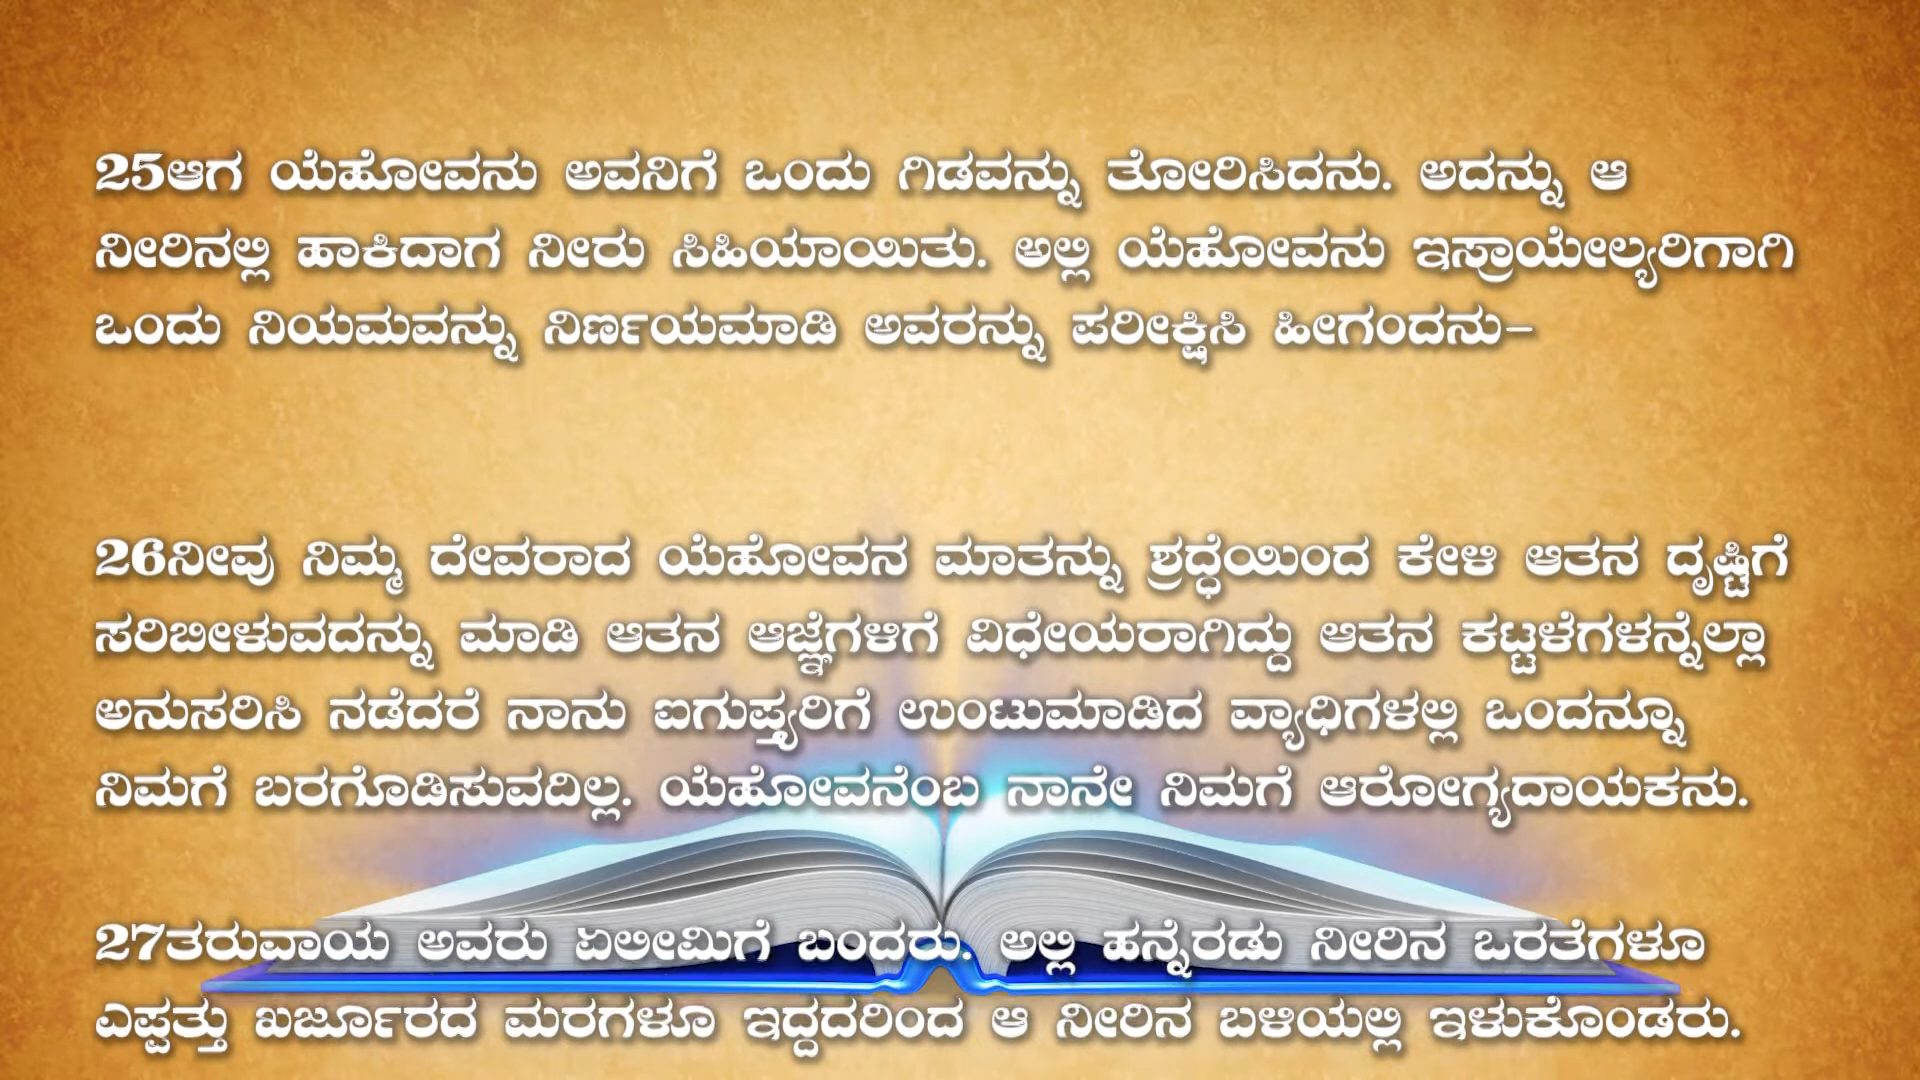 25ಆಗ ಯೆಹೋವನು ಅವನಿಗೆ ಒಂದು ಗಿಡವನ್ನು ತೋರಿಸಿದನು. ಅದನ್ನು ಆ
ನೀರಿನಲ್ಲಿ ಹಾಕಿದಾಗ ನೀರು ಸಿಹಿಯಾಯಿತು. ಅಲ್ಲಿ ಯೆಹೋವನು ಇಸ್ರಾಯೇಲ್ಯರಿಗಾಗಿ
ಒಂದು ನಿಯಮವನ್ನು ನಿರ್ಣಯಮಾಡಿ ಅವರನ್ನು ಪರೀಕ್ಷಿಸಿ ಹೀಗಂದನು-
26ನೀವು ನಿಮ್ಮ ದೇವರಾದ ಯೆಹೋವನ ಮಾತನ್ನು ಶ್ರದ್ಧೆಯಿಂದ ಕೇಳಿ ಆತನ ದೃಷ್ಟಿಗೆ
ಸರಿಬೀಳುವದನ್ನು ಮಾಡಿ ಆತನ ಆಜ್ಞೆಗಳಿಗೆ ವಿಧೇಯರಾಗಿದ್ದು ಆತನ ಕಟ್ಟಳೆಗಳನ್ನೆಲ್ಲಾ
ಅನುಸರಿಸಿ ನಡೆದರೆ ನಾನು ಐಗುಪ್ತ್ಯರಿಗೆ ಉಂಟುಮಾಡಿದ ವ್ಯಾಧಿಗಳಲ್ಲಿ ಒಂದನ್ನೂ
ನಿಮಗೆ ಬರಗೊಡಿಸುವದಿಲ್ಲ. ಯೆಹೋವನೆಂಬ ನಾನೇ ನಿಮಗೆ ಆರೋಗ್ಯದಾಯಕನು.
27ತರುವಾಯ ಅವರು ಏಲೀಮಿಗೆ ಬಂದರು. ಅಲ್ಲಿ ಹನ್ನೆರಡು ನೀರಿನ ಒರತೆಗಳೂ
ಎಪ್ಪತ್ತು ಖರ್ಜೂರದ ಮರಗಳೂ ಇದ್ದದರಿಂದ ಆ ನೀರಿನ ಬಳಿಯಲ್ಲಿ ಇಳುಕೊಂಡರು.